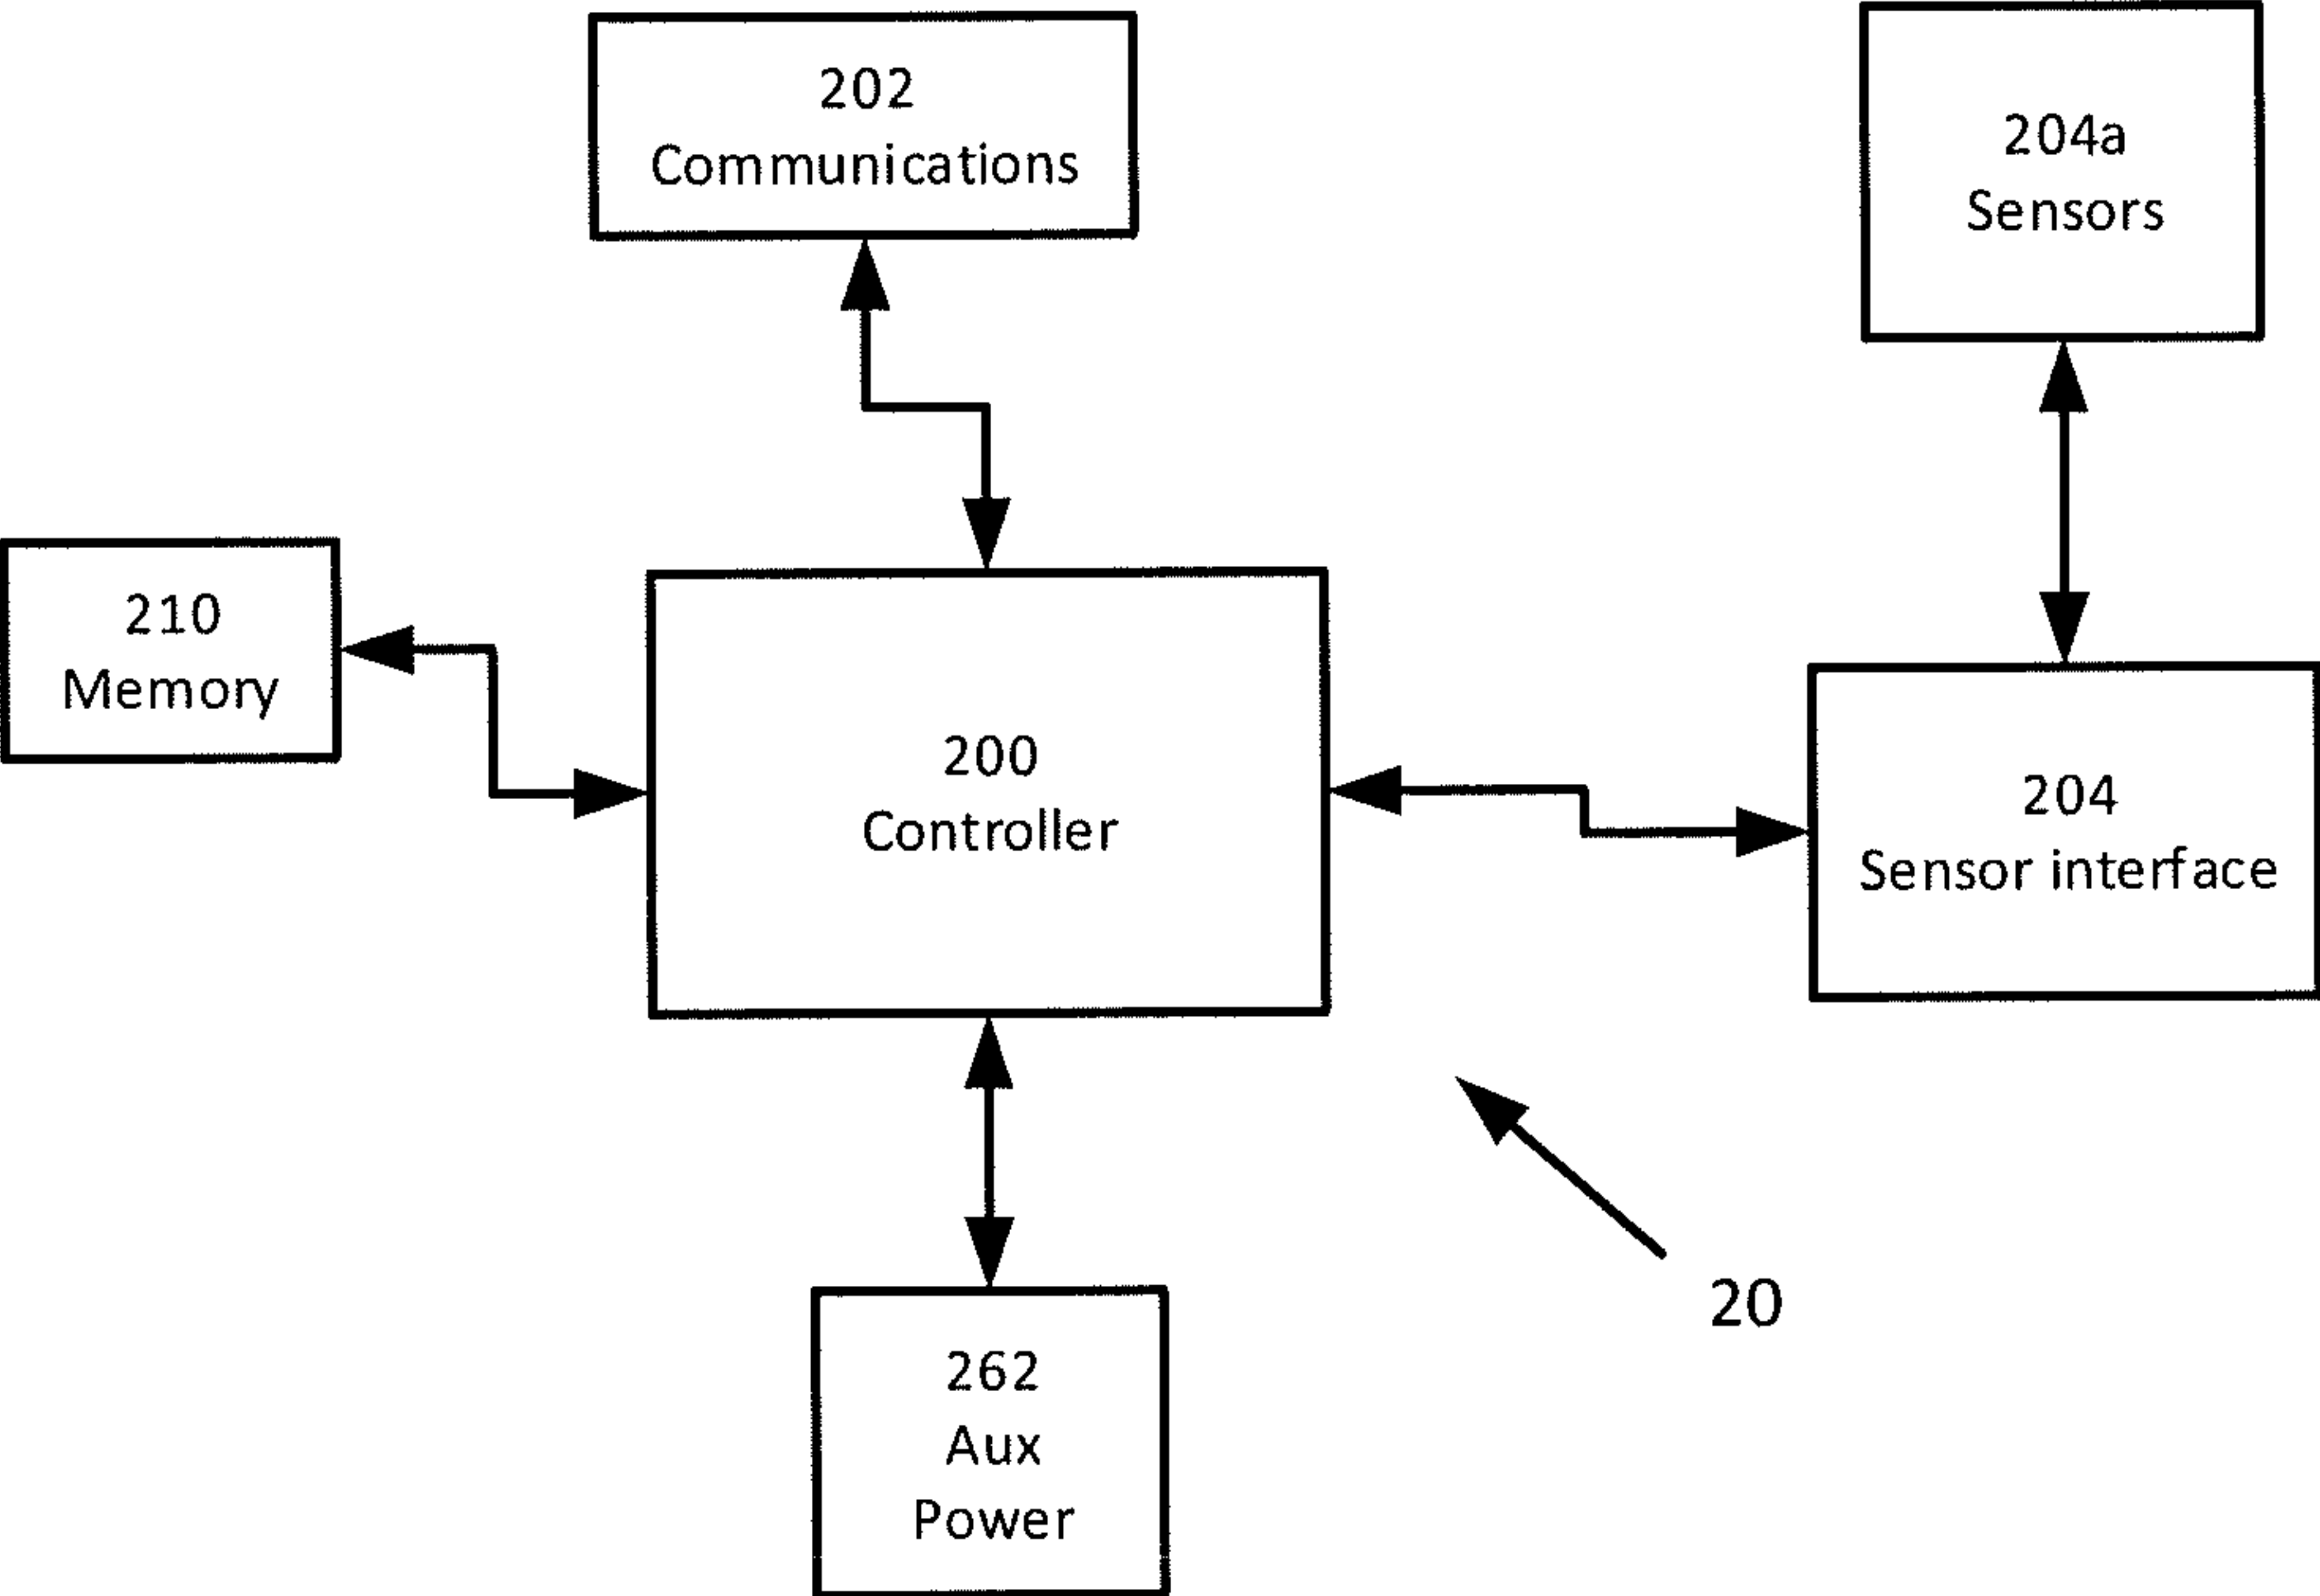 202
Communications
204a
Sensors
210
Memory
200
Controller
204
Sensor interface
20
262
Aux
Power